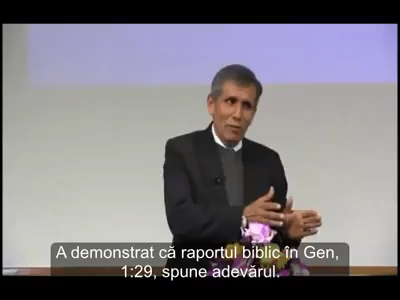 A demonstrat că raportul biblic în Gen,
1:29, spune adevărul.